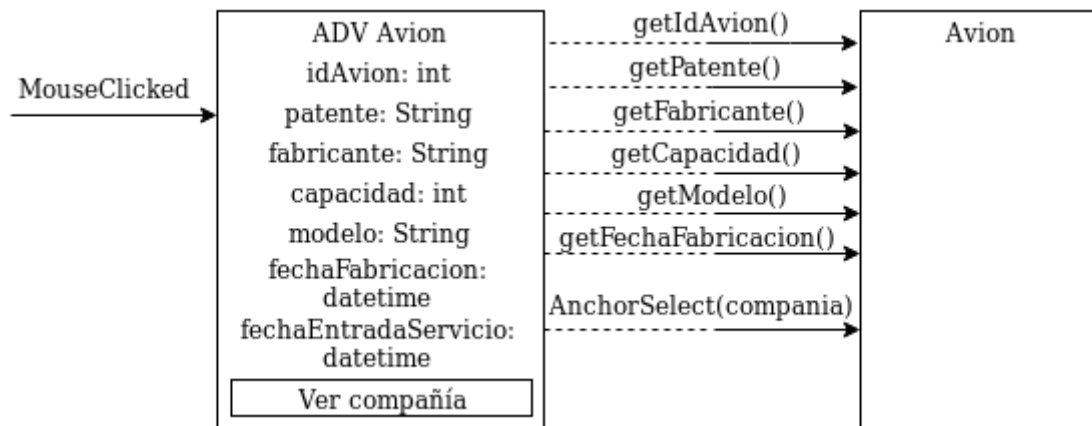 MouseClicked
ADV Avion
idAvion: int
patente: String
fabricante: String
capacidad: int
modelo: String
fechaFabricacion:
datetime
fechaEntradaServicio:
datetime
Ver compañía
getIdAvion()
getPatente()
getFabricante()
getCapacidad()
getModelo()
getFechaFabricacion()
AnchorSelect(compania)
Avion